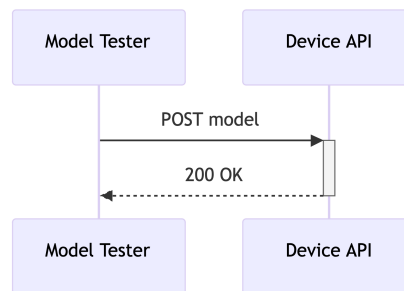 Model Tester
Device API
POST model
200 OK
Model Tester
Device API